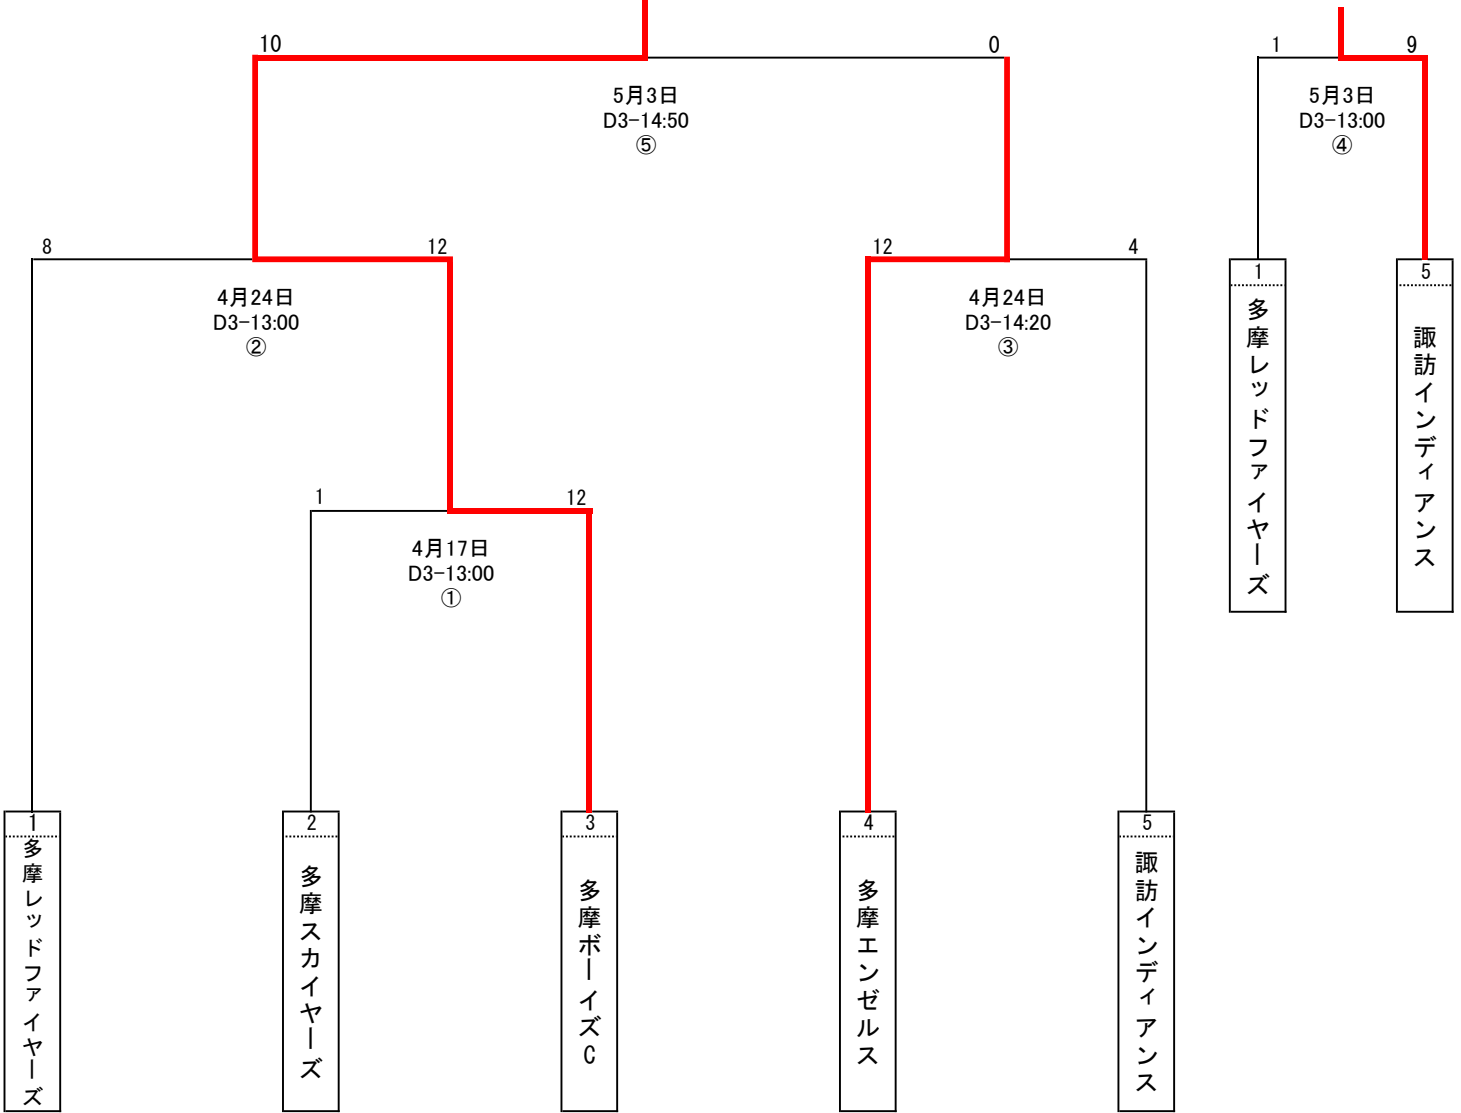 10
0
5月3日
D3-14:50
⑤
1
9
5月3日
D3-13:00
④
8
12
4月24日
D3-13:00
②
12
4
4月24日
D3-14:20
③
1
多摩レッドファイヤーズ
5
諏訪インディアンス
1
12
4月17日
D3-13:00
①
1
多摩レッドファイヤーズ
2
多摩スカイヤーズ
3
多摩ボーイズC
4
多摩エンゼルス
5
諏訪インディアンス